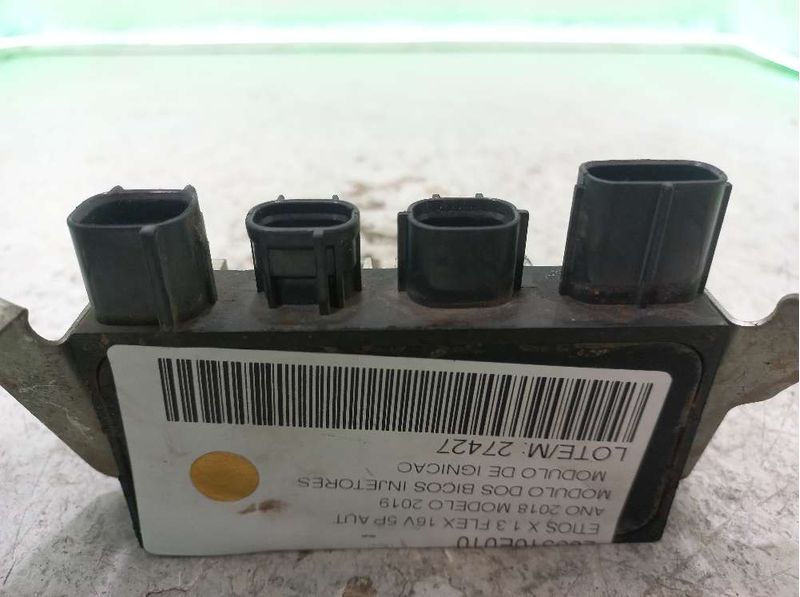 ETIOS X 1.3 FLEX 16V 5P AUT
ANO 2018 MODELO 2019
MODULO DOS BICOS INJETORES
MODULO DE IGNICAO
LOTE/M: 27427